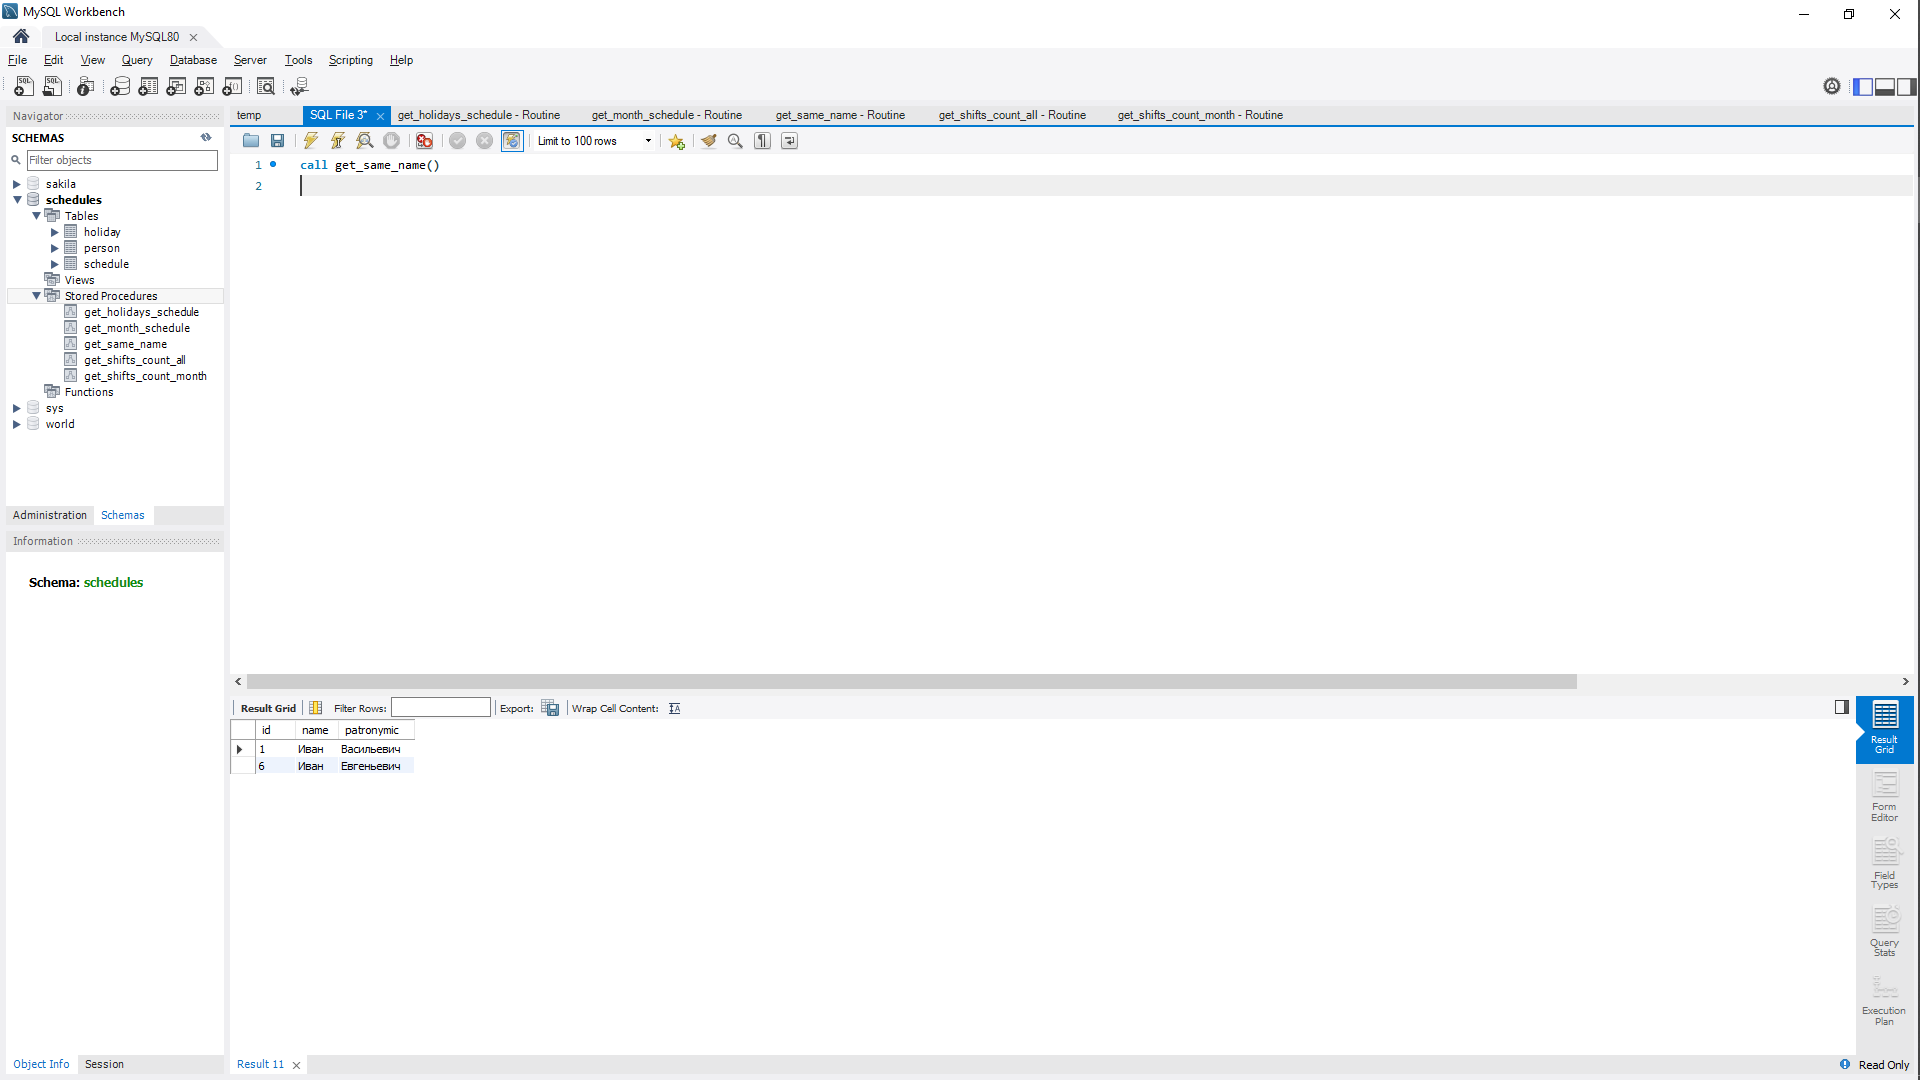 MySQL Workbench
Local instance MySQL80
File Edit View Query Database Server Tools Scripting Help
Navigator
SCHEMAS
Filter objects
sakila
schedules
Tables
holiday
person
schedule
Views
Stored Procedures
get_holidays_schedule
get_month_schedule
get_same_name
get_shifts_count_all
get_shifts_count_month
Functions
sys
world
Administration Schemas
Information
Schema: schedules
Object Info Session
temp SQL File 3* get_holidays_schedule - Routine get_month_schedule - Routine get_same_name - Routine get_shifts_count_all - Routine get_shifts_count_month - Routine
Limit to 100 rows
1 call get_same_name()
2
Result Grid Filter Rows: Export: Wrap Cell Content:
id name patronymic
1 Иван Васильевич
6 Иван Евгеньевич
Result
Grid
Form
Editor
Field
Types
Query
Stats
Execution
Plan
Result 11
Read Only